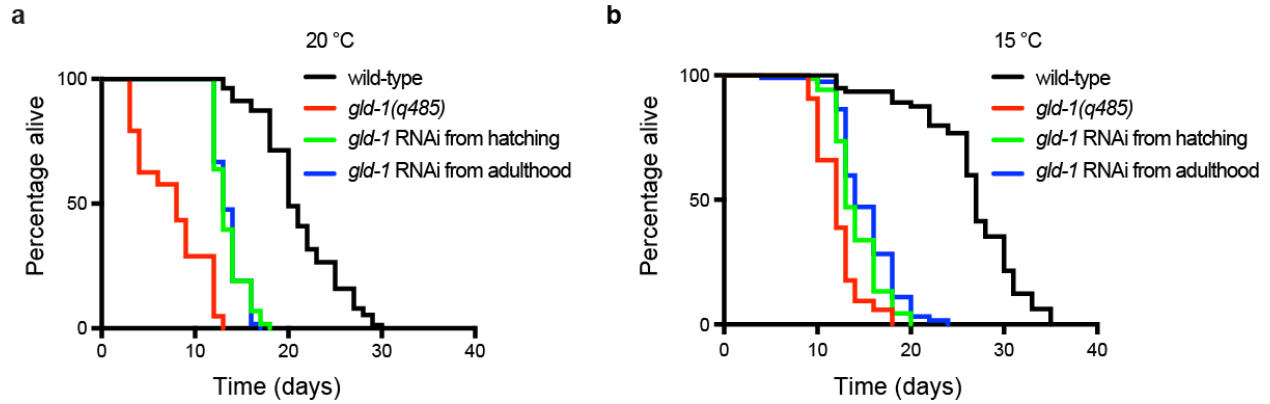 a
20 °C
wild-type
gld-1(q485)
gld-1 RNAi from hatching
gld-1 RNAi from adulthood
Percentage alive
100
50
0
0 10 20 30 40
Time (days)
b
15 °C
wild-type
gld-1(q485)
gld-1 RNAi from hatching
gld-1 RNAi from adulthood
Percentage alive
100
50
0
0 10 20 30 40
Time (days)